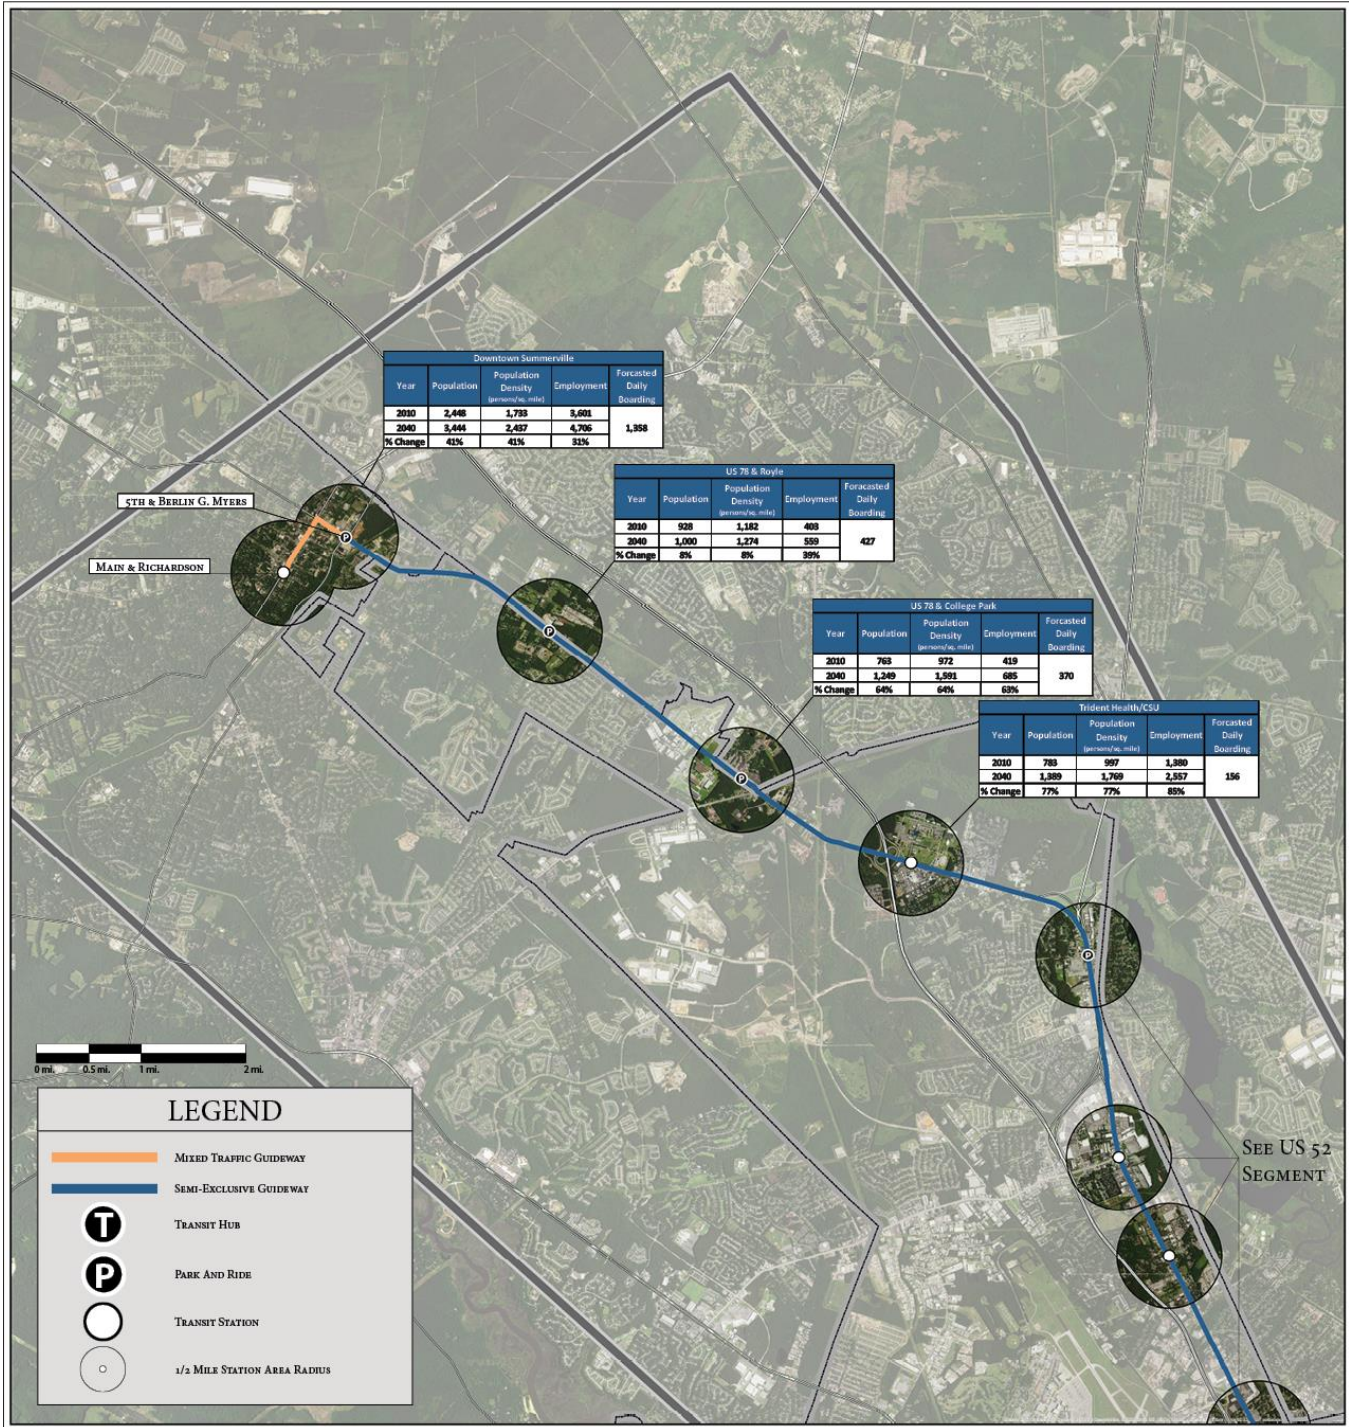 Downtown Summerville
Year Population Population Density (persons/sq. mile) Employment Forcasted Daily Boarding
2010 2,448 1,733 3,601 1,358
2040 3,444 2,437 4,706
% Change 41% 41% 31%
US 78 & Royle
Year Population Population Density (persons/sq. mile) Employment Foracasted Daily Boarding
2010 928 1,182 403 427
2040 1,000 1,274 559
% Change 8% 8% 39%
5th & Berlin G. Myers
Main & Richardson
US 78 & College Park
Year Population Population Density (persons/sq. mile) Employment Forcasted Daily Boarding
2010 763 972 419 370
2040 1,249 1,591 685
% Change 64% 64% 63%
Trident Health/CSU
Year Population Population Density (persons/sq. mile) Employment Forcasted Daily Boarding
2010 783 997 1,380 156
2040 1,389 1,769 2,557
% Change 77% 77% 85%
P
P
P
P
See US 52
Segment
0 mi. 0.5 mi. 1 mi. 2 mi.
LEGEND
Mixed Traffic Guideway
Semi-Exclusive Guideway
T Transit Hub
P Park And Ride
Transit Station
1/2 Mile Station Area Radius